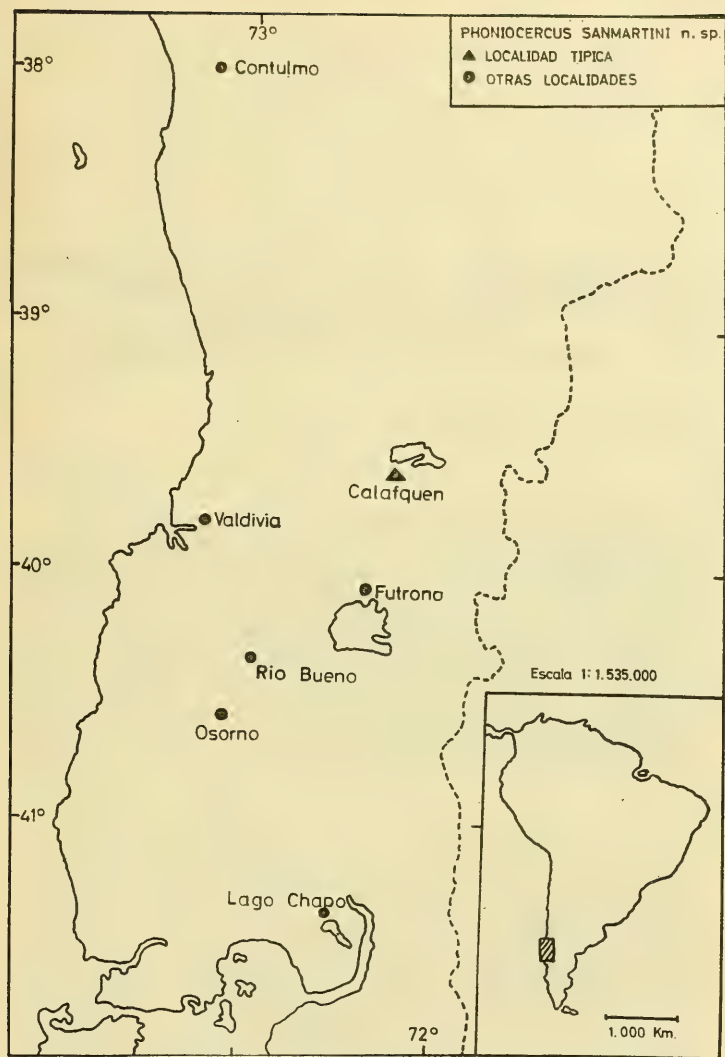 73°
PHONIOCERCUS SANMARTINI n. sp.
▲ LOCALIDAD TIPICA
● OTRAS LOCALIDADES
38°
Contulmo
39°
Calafquen
Valdivia
40°
Futrono
Rio Bueno
Escala 1:1.535.000
Osorno
41°
Lago Chapo
1.000 Km.
72°